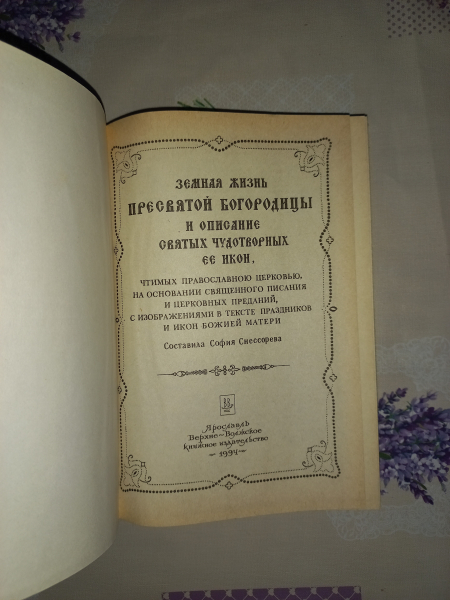 ЗЕМНАЯ ЖИЗНЬ
ПРЕСВЯТОЙ БОГОРОДИЦЫ
И ОПИСАНИЕ
СВЯТЫХ ЧУДОТВОРНЫХ
ЕЕ ИКОН,
ЧТИМЫХ ПРАВОСЛАВНОЮ ЦЕРКОВЬЮ,
НА ОСНОВАНИИ СВЯЩЕННОГО ПИСАНИЯ
И ЦЕРКОВНЫХ ПРЕДАНИЙ,
С ИЗОБРАЖЕНИЯМИ В ТЕКСТЕ ПРАЗДНИКОВ
И ИКОН БОЖИЕЙ МАТЕРИ
Составила София Снессорева
Ярославль
Верхне-Волжское
книжное издательство
~ 1994 ~